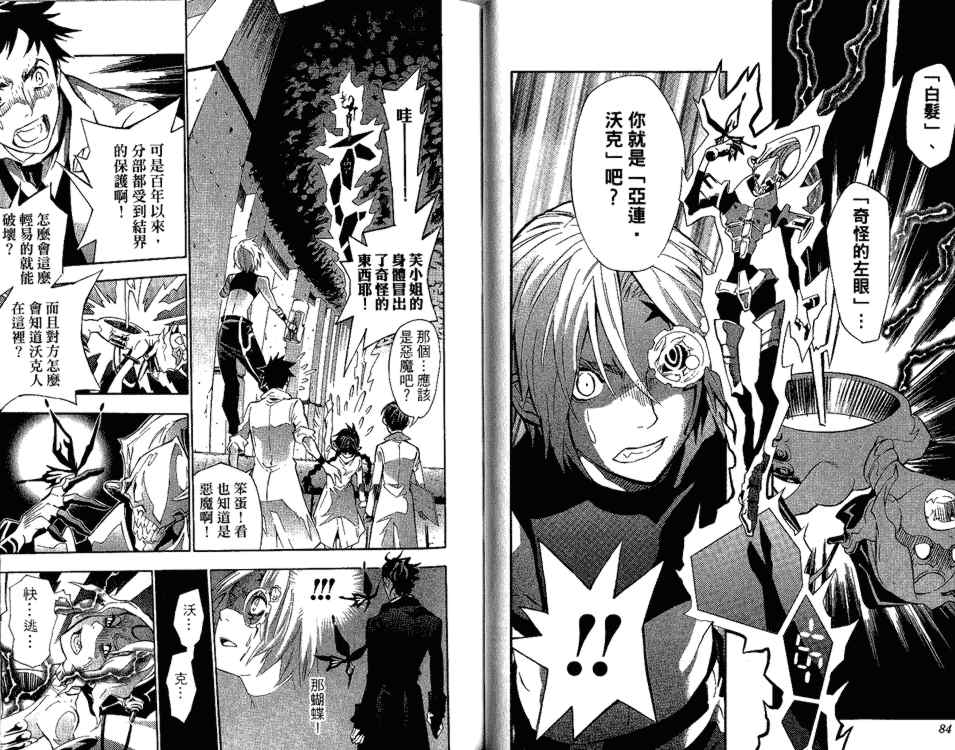 「白髮」、
「奇怪的左眼」…
你就是「亞連．
沃克」吧？
!!
84
哇——
笑小姐的
身體冒出
了奇怪的
東西耶！
那個…應該
是惡魔吧？
笨蛋！看
也知道是
惡魔啊！
可是百年以來，
分部都受到結界
的保護啊！
怎麼會這麼
輕易的就能
破壞？
而且對方怎麼
會知道沃克人
在這裡？
!!!
那蝴蝶！
沃…
克…
快…逃…